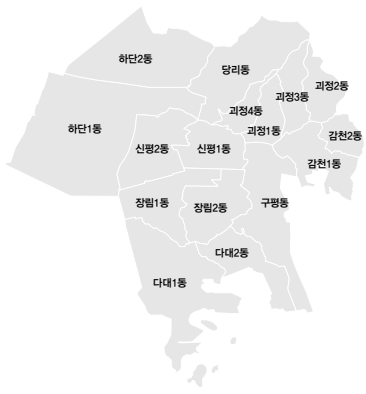 하단2동
당리동
괴정2동
괴정3동
괴정4동
하단1동
괴정1동
감천2동
신평2동
신평1동
감천1동
장림1동
장림2동
구평동
다대2동
다대1동